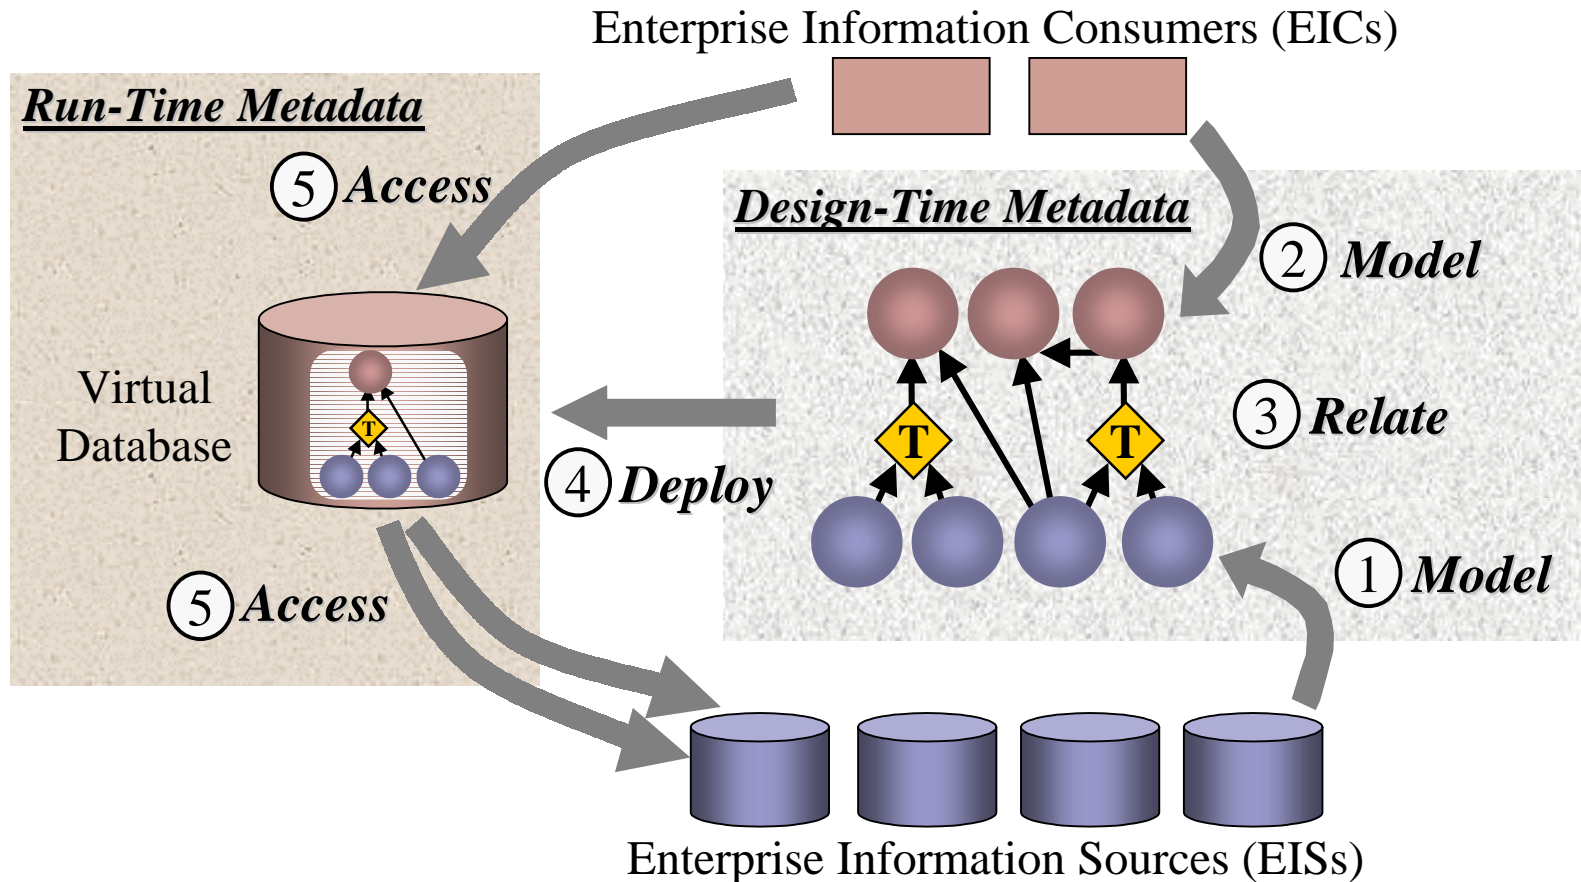 Enterprise Information Consumers (EICs)
Run-Time Metadata
5 Access
Design-Time Metadata
2 Model
Virtual
Database
T
T T
3 Relate
4 Deploy
1 Model
5 Access
Enterprise Information Sources (EISs)